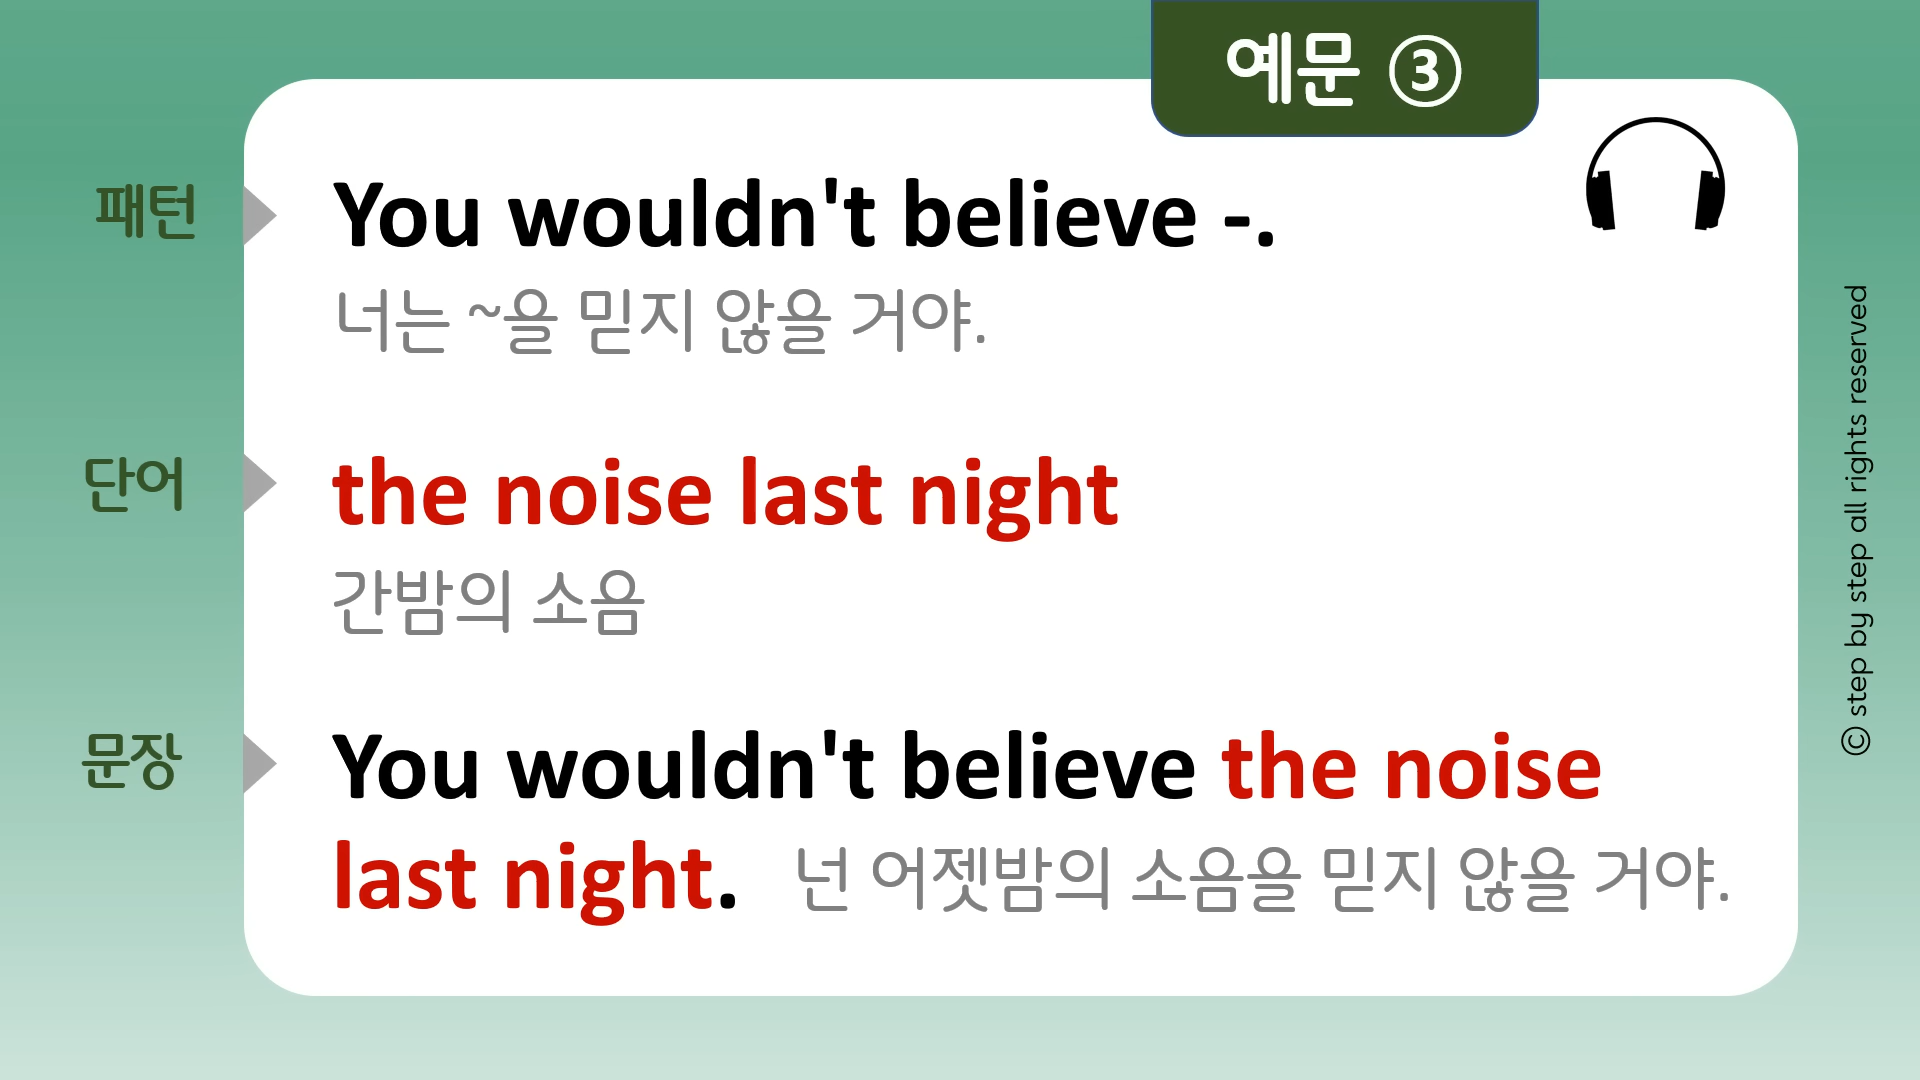 예문 ③
패턴
You wouldn't believe -.
너는 ~을 믿지 않을 거야.
단어
the noise last night
간밤의 소음
문장
You wouldn't believe the noise
last night. 넌 어젯밤의 소음을 믿지 않을 거야.
© step by step all rights reserved